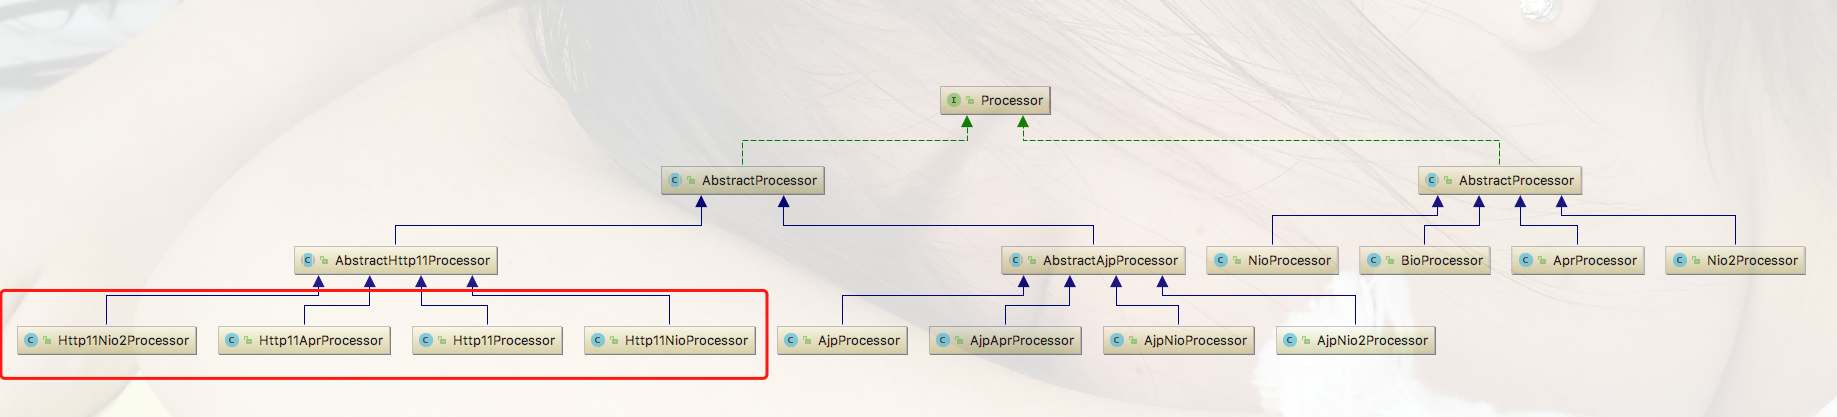 Processor
AbstractProcessor
AbstractProcessor
AbstractHttp11Processor
AbstractAjpProcessor
NioProcessor
BioProcessor
AprProcessor
Nio2Processor
Http11Nio2Processor
Http11AprProcessor
Http11Processor
Http11NioProcessor
AjpProcessor
AjpAprProcessor
AjpNioProcessor
AjpNio2Processor